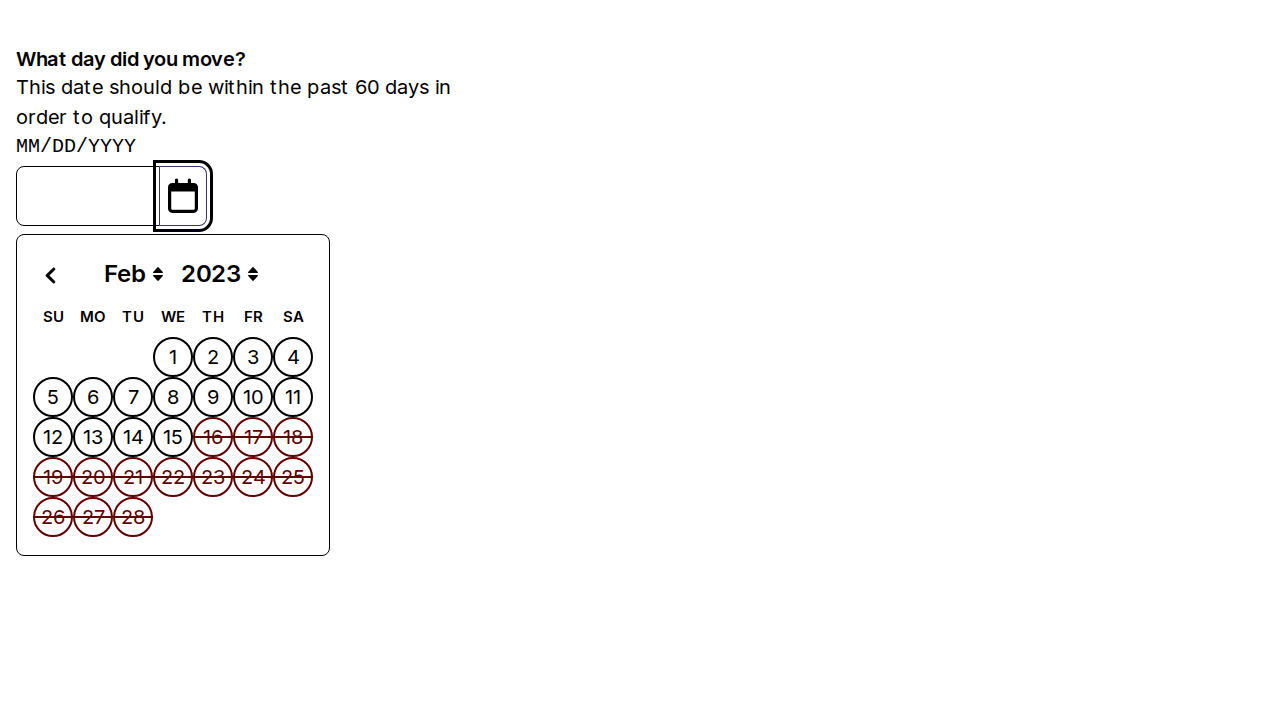 What day did you move?
This date should be within the past 60 days in
order to qualify.
MM/DD/YYYY
Feb 2023
SU MO TU WE TH FR SA
1 2 3 4
5 6 7 8 9 10 11
12 13 14 15 16 17 18
19 20 21 22 23 24 25
26 27 28